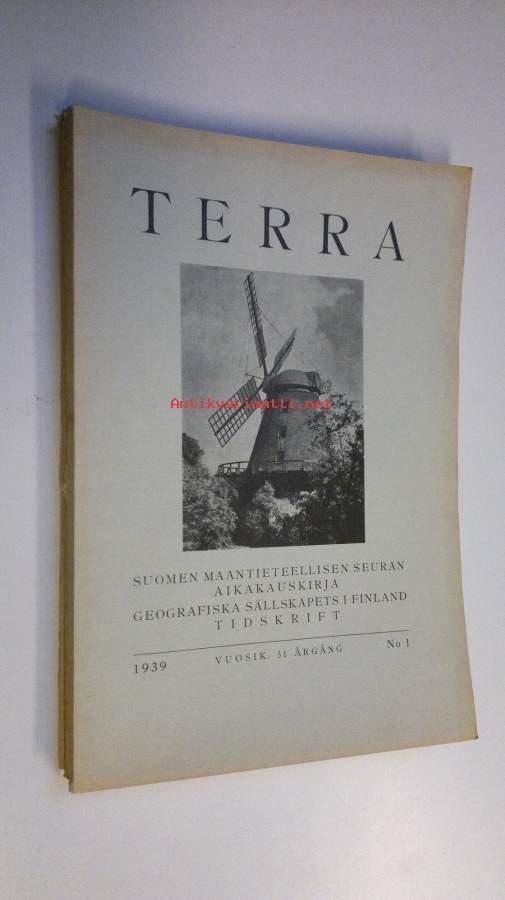 TERRA
Antikvariaatti.net
SUOMEN MAANTIETEELLISEN SEURAN
AIKAKAUSKIRJA
GEOGRAFISKA SÄLLSKAPETS I FINLAND
TIDSKRIFT
1939 VUOSIK. 51 ÅRGÅNG No 1